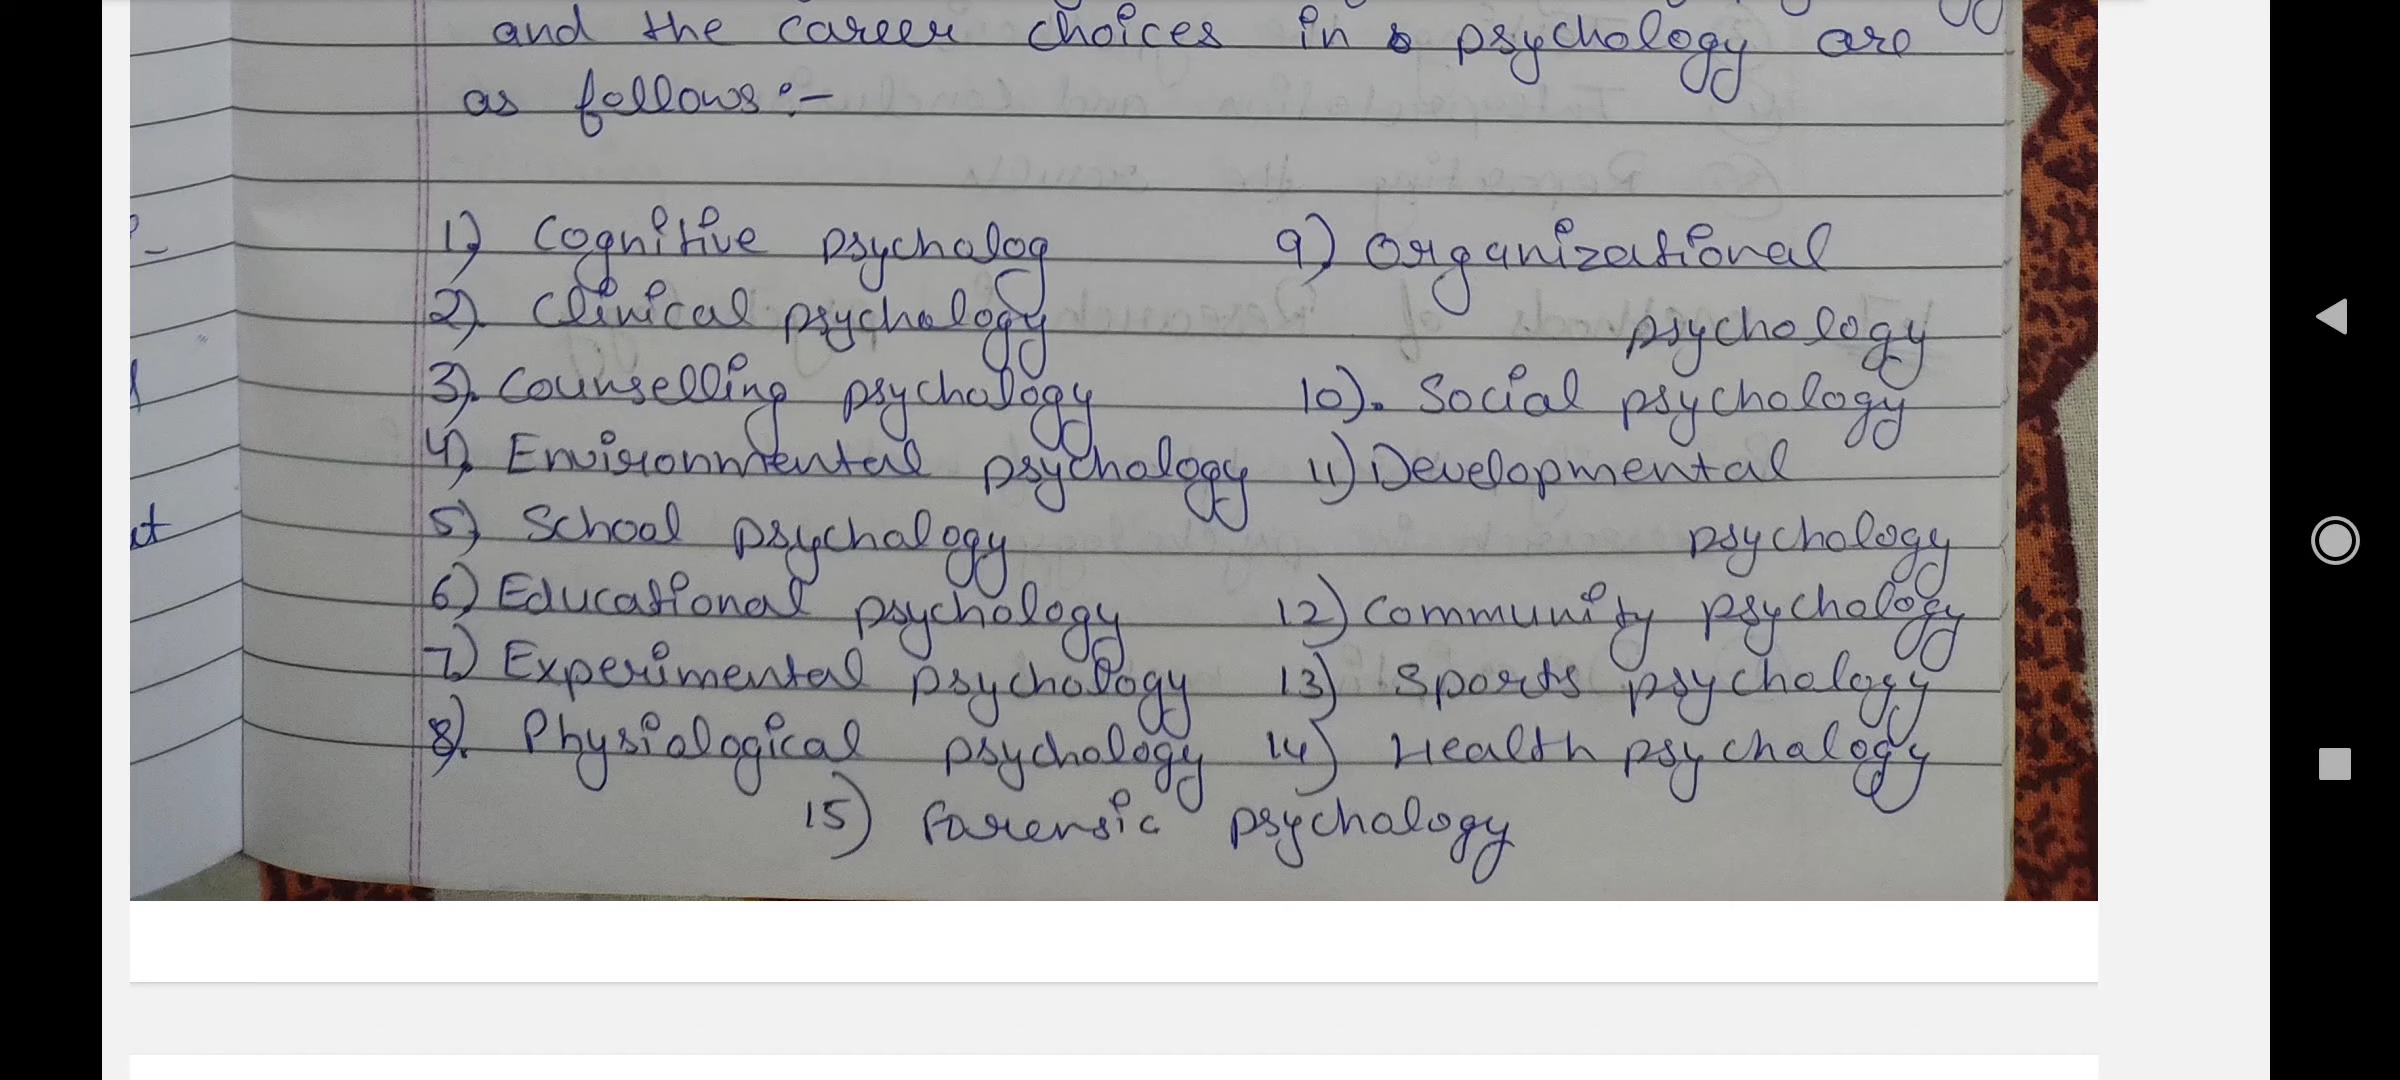 and the career choices in psychology are
as follows :-
1) Cognitive psycholog
2). Clinical psychology
3). Counselling psychology
4). Environmental psychology
5) School psychology
6) Educational psychology
7) Experimental psychology
8). Physiological psychology
9) Organizational
psychology
10). Social psychology
11) Developmental
psychology
12) Community psychology
13) Sports psychology
14) Health psychology
15) Forensic psychology